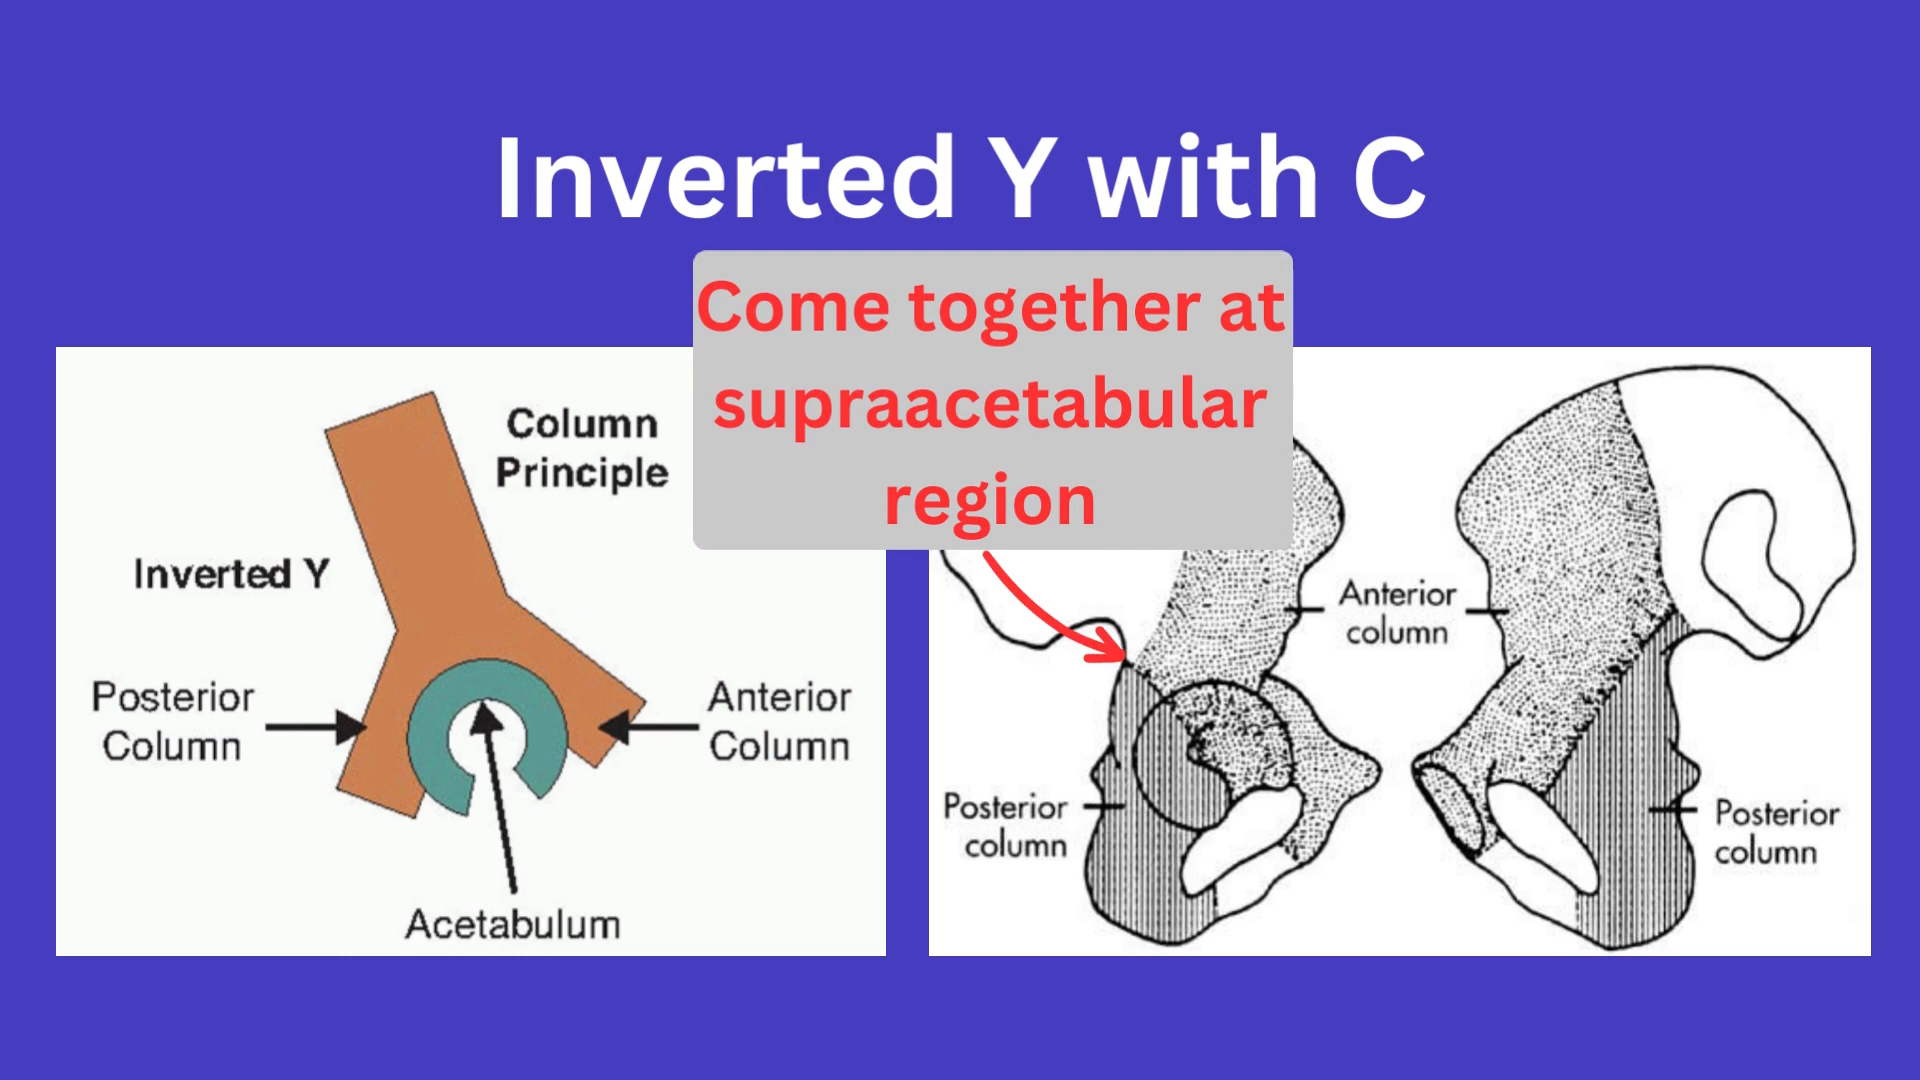 Inverted Y with C
Come together at
supraacetabular
region
Column
Principle
Inverted Y
Posterior
Column
Anterior
Column
Acetabulum
Anterior
column
Posterior
column
Posterior
column